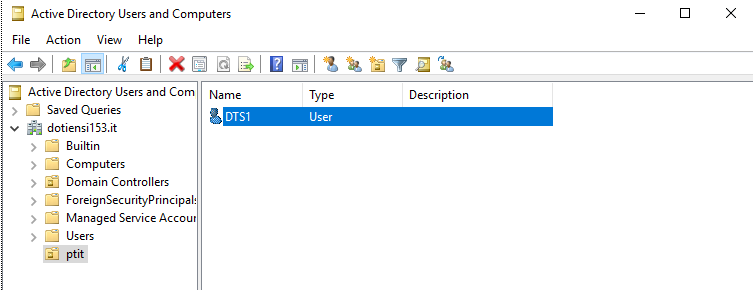 Active Directory Users and Computers
File Action View Help
Active Directory Users and Com
Saved Queries
dotiensi153.it
Builtin
Computers
Domain Controllers
ForeignSecurityPrincipals
Managed Service Accour
Users
ptit
Name Type Description
DTS1 User